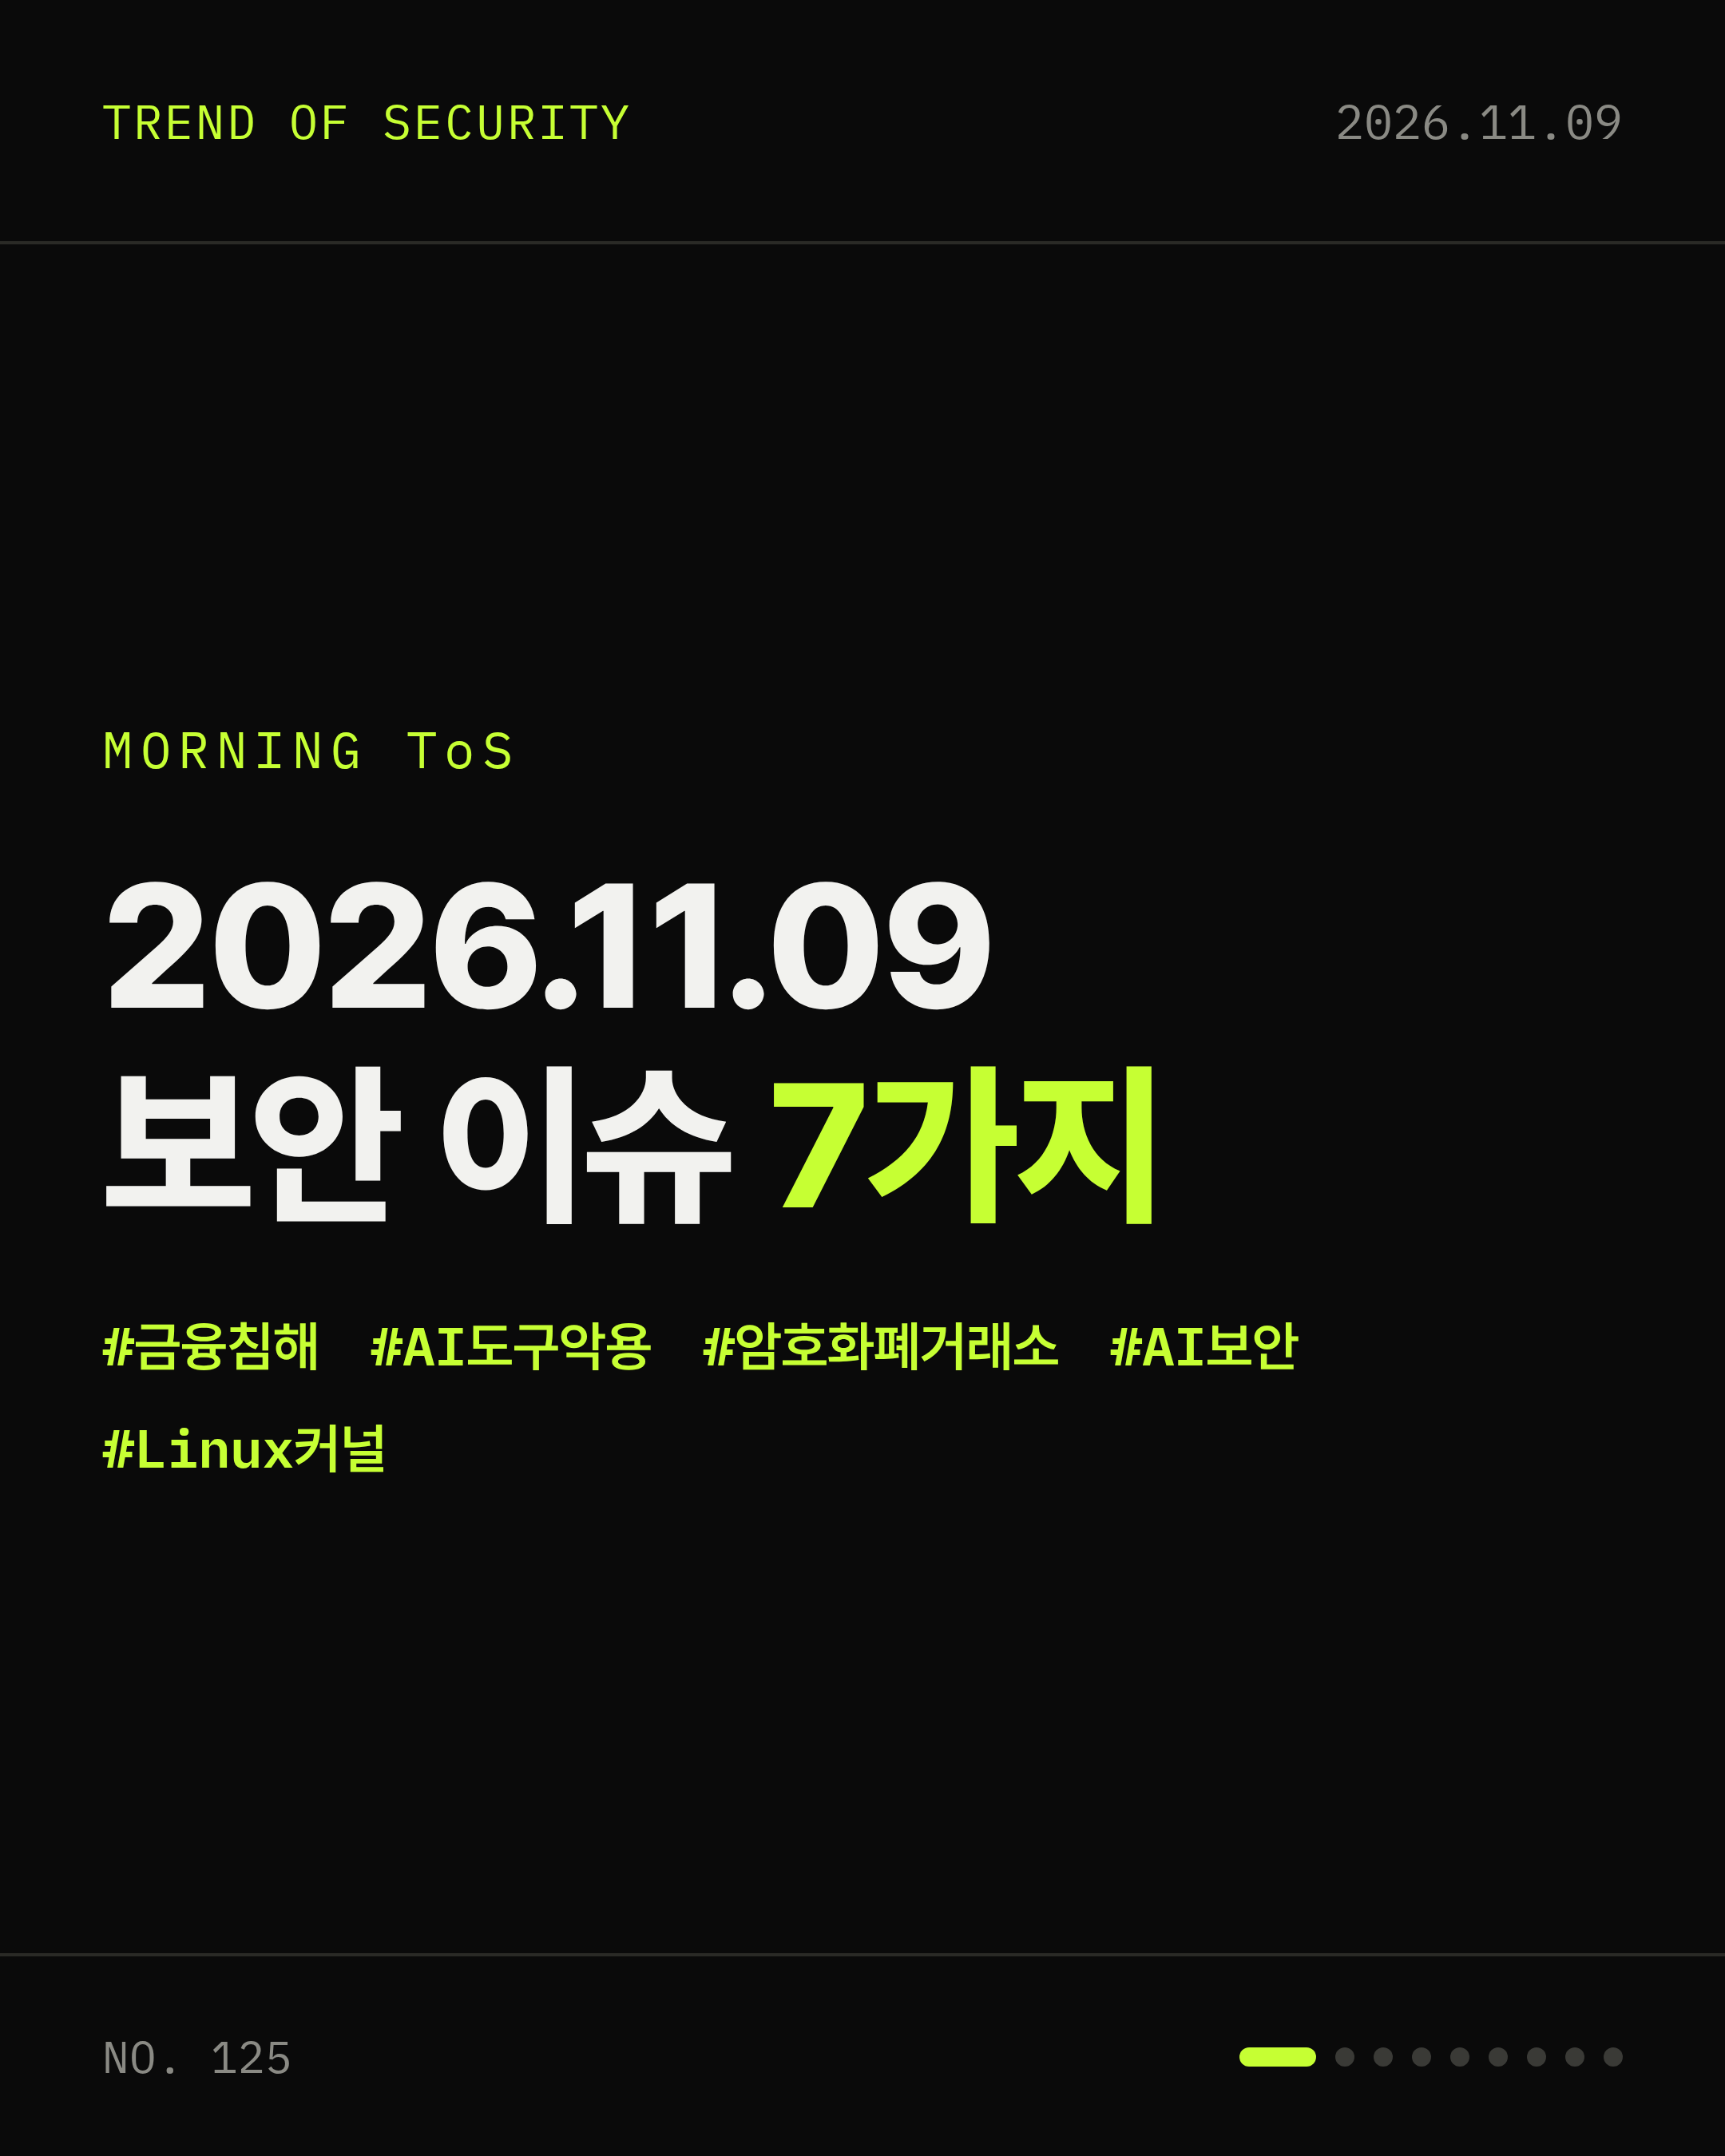 TREND OF SECURITY
2026.11.09
MORNING ToS
2026.11.09
보안 이슈 7가지
#금융침해 #AI도구악용 #암호화폐거래소 #AI보안
#Linux커널
NO. 125